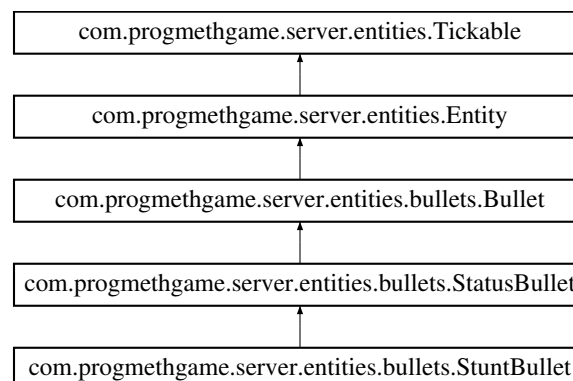 com.progmethgame.server.entities.Tickable
com.progmethgame.server.entities.Entity
com.progmethgame.server.entities.bullets.Bullet
com.progmethgame.server.entities.bullets.StatusBullet
com.progmethgame.server.entities.bullets.StuntBullet